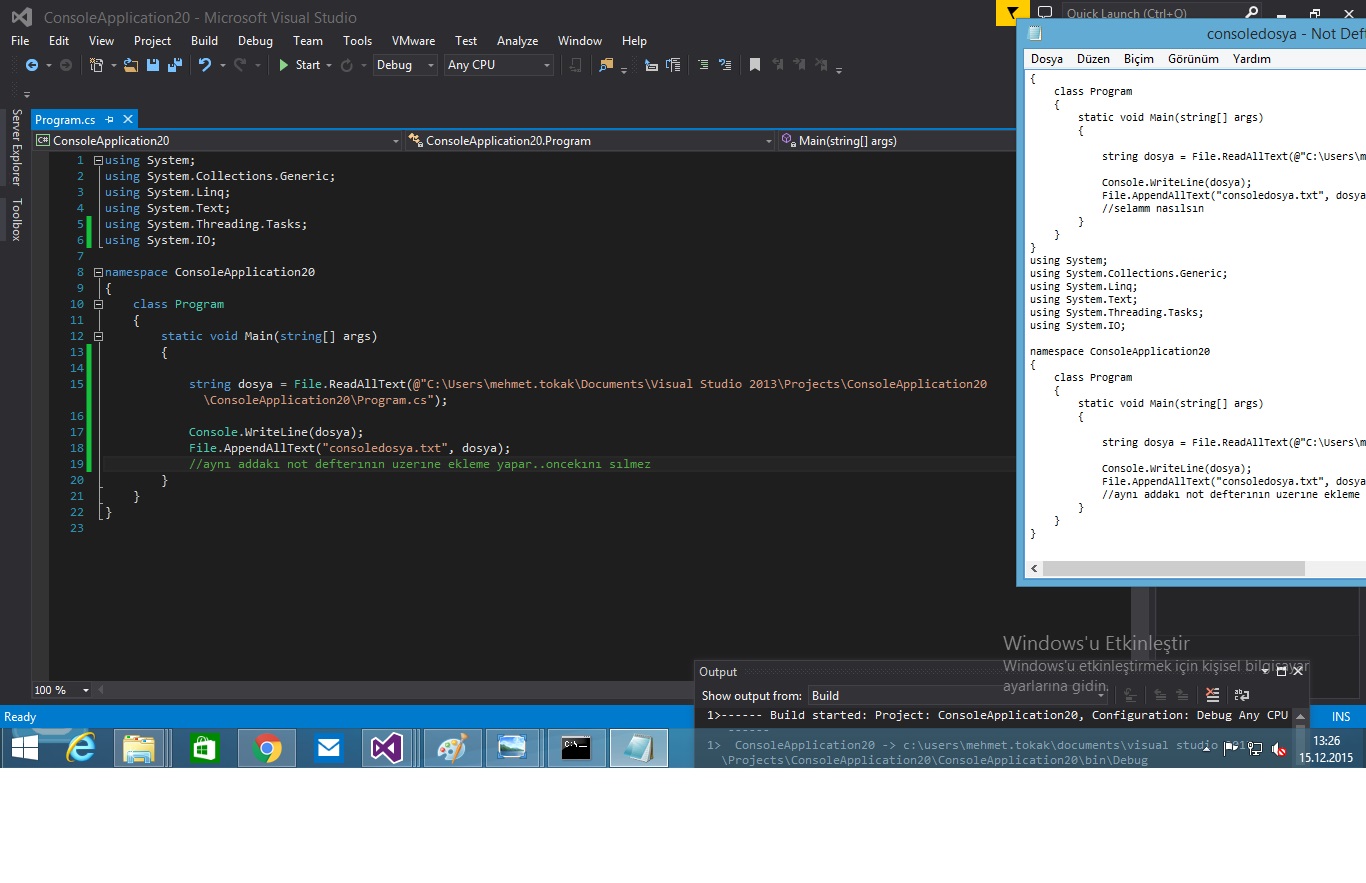 ConsoleApplication20 - Microsoft Visual Studio
Quick Launch (Ctrl+Q)
File Edit View Project Build Debug Team Tools VMware Test Analyze Window Help
Start Debug Any CPU
Server Explorer
Toolbox
Program.cs
C# ConsoleApplication20 ConsoleApplication20.Program Main(string[] args)
1 using System;
2 using System.Collections.Generic;
3 using System.Linq;
4 using System.Text;
5 using System.Threading.Tasks;
6 using System.IO;
7
8 namespace ConsoleApplication20
9 {
10 class Program
11 {
12 static void Main(string[] args)
13 {
14
15 string dosya = File.ReadAllText(@"C:\Users\mehmet.tokak\Documents\Visual Studio 2013\Projects\ConsoleApplication20
\ConsoleApplication20\Program.cs");
16
17 Console.WriteLine(dosya);
18 File.AppendAllText("consoledosya.txt", dosya);
19 //aynı addakı not defterının uzerıne ekleme yapar..oncekını sılmez
20 }
21 }
22 }
23
100 %
Ready
consoledosya - Not Deft
Dosya Düzen Biçim Görünüm Yardım
{
class Program
{
static void Main(string[] args)
{
string dosya = File.ReadAllText(@"C:\Users\m
Console.WriteLine(dosya);
File.AppendAllText("consoledosya.txt", dosya
//selamm nasılsın
}
}
}
using System;
using System.Collections.Generic;
using System.Linq;
using System.Text;
using System.Threading.Tasks;
using System.IO;
namespace ConsoleApplication20
{
class Program
{
static void Main(string[] args)
{
string dosya = File.ReadAllText(@"C:\Users\m
Console.WriteLine(dosya);
File.AppendAllText("consoledosya.txt", dosya
//aynı addakı not defterının uzerıne ekleme
}
}
}
Windows'u Etkinleştir
Windows'u etkinleştirmek için kişisel bilgisayar
ayarlarına gidin.
Output
Show output from: Build
1>------ Build started: Project: ConsoleApplication20, Configuration: Debug Any CPU
------
1> ConsoleApplication20 -> c:\users\mehmet.tokak\documents\visual studio
\Projects\ConsoleApplication20\ConsoleApplication20\bin\Debug
INS
13:26
15.12.2015